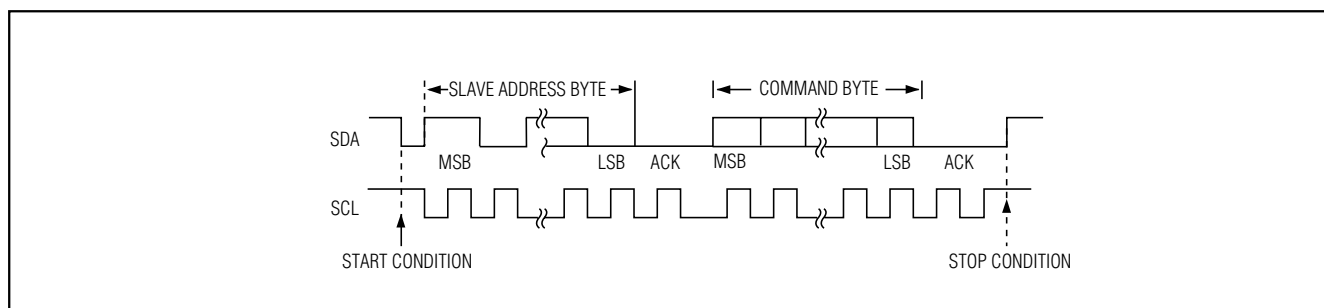 SLAVE ADDRESS BYTE COMMAND BYTE
SDA
MSB LSB ACK MSB LSB ACK
SCL
START CONDITION STOP CONDITION